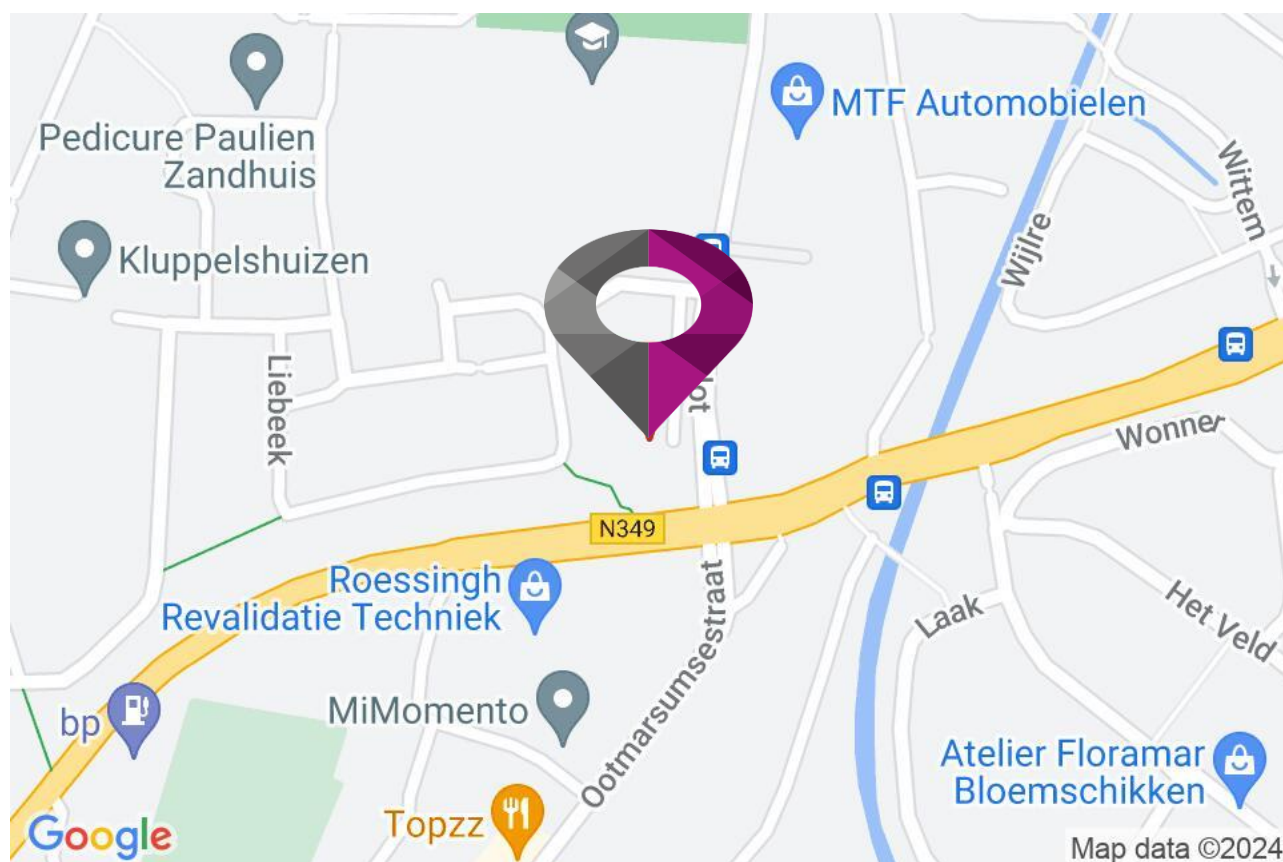 MTF Automobielen
Pedicure Paulien
Zandhuis
Wittem
Kluppelshuizen
Wijlre
Liebeek
Wonner
N349
Roessingh
Revalidatie Techniek
Laak
Het Veld
MiMomento
bp
Ootmarsumsestraat
Atelier Floramar
Bloemschikken
Topzz
Google
Map data ©2024